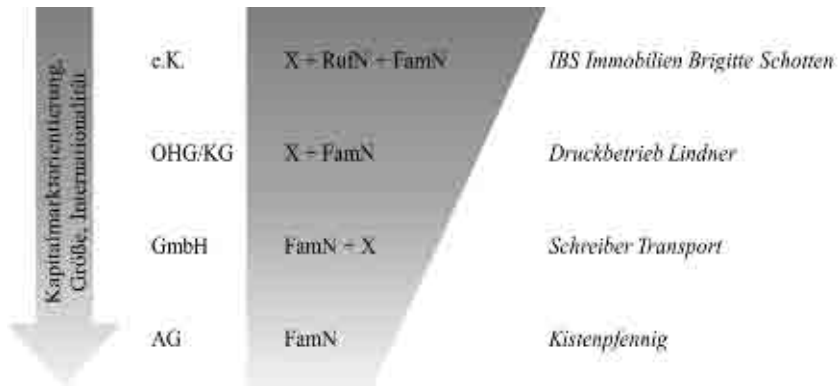 Kapitalmarktorientierung,
Größe, Internationalität
e.K. X + RufN + FamN IBS Immobilien Brigitte Schotten
OHG/KG X + FamN Druckbetrieb Lindner
GmbH FamN + X Schreiber Transport
AG FamN Kistenpfennig